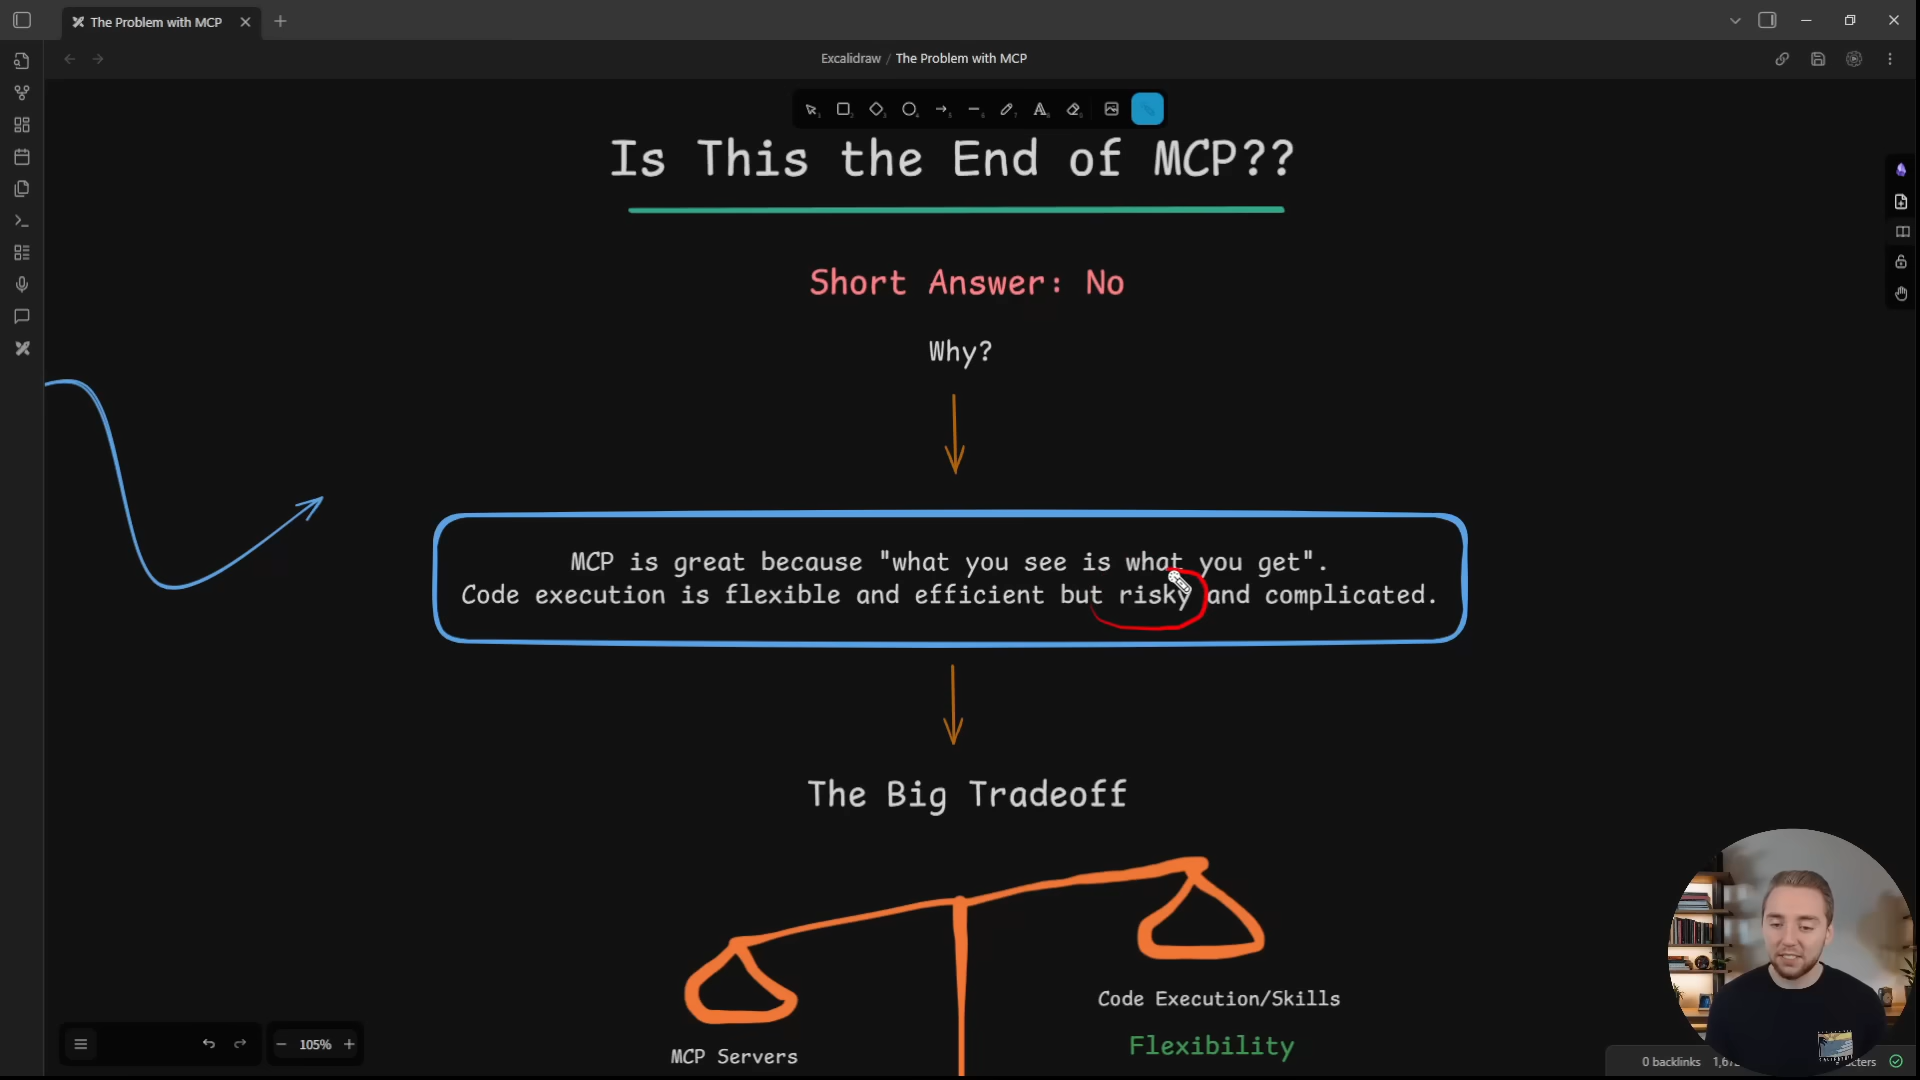 The Problem with MCP
Excalidraw / The Problem with MCP
Is This the End of MCP??
Short Answer: No
Why?
MCP is great because "what you see is what you get".
Code execution is flexible and efficient but risky and complicated.
The Big Tradeoff
Code Execution/Skills
Flexibility
MCP Servers
105%
0 backlinks